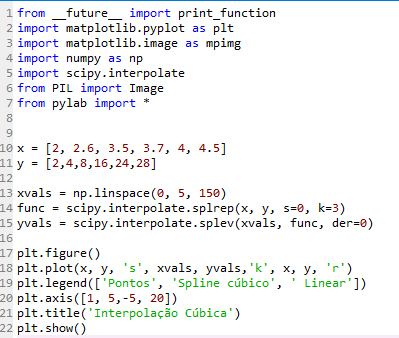 1 from __future__ import print_function
2 import matplotlib.pyplot as plt
3 import matplotlib.image as mpimg
4 import numpy as np
5 import scipy.interpolate
6 from PIL import Image
7 from pylab import *
8
9
10 x = [2, 2.6, 3.5, 3.7, 4, 4.5]
11 y = [2,4,8,16,24,28]
12
13 xvals = np.linspace(0, 5, 150)
14 func = scipy.interpolate.splrep(x, y, s=0, k=3)
15 yvals = scipy.interpolate.splev(xvals, func, der=0)
16
17 plt.figure()
18 plt.plot(x, y, 's', xvals, yvals,'k', x, y, 'r')
19 plt.legend(['Pontos', 'Spline cúbico', ' Linear'])
20 plt.axis([1, 5,-5, 20])
21 plt.title('Interpolação Cúbica')
22 plt.show()